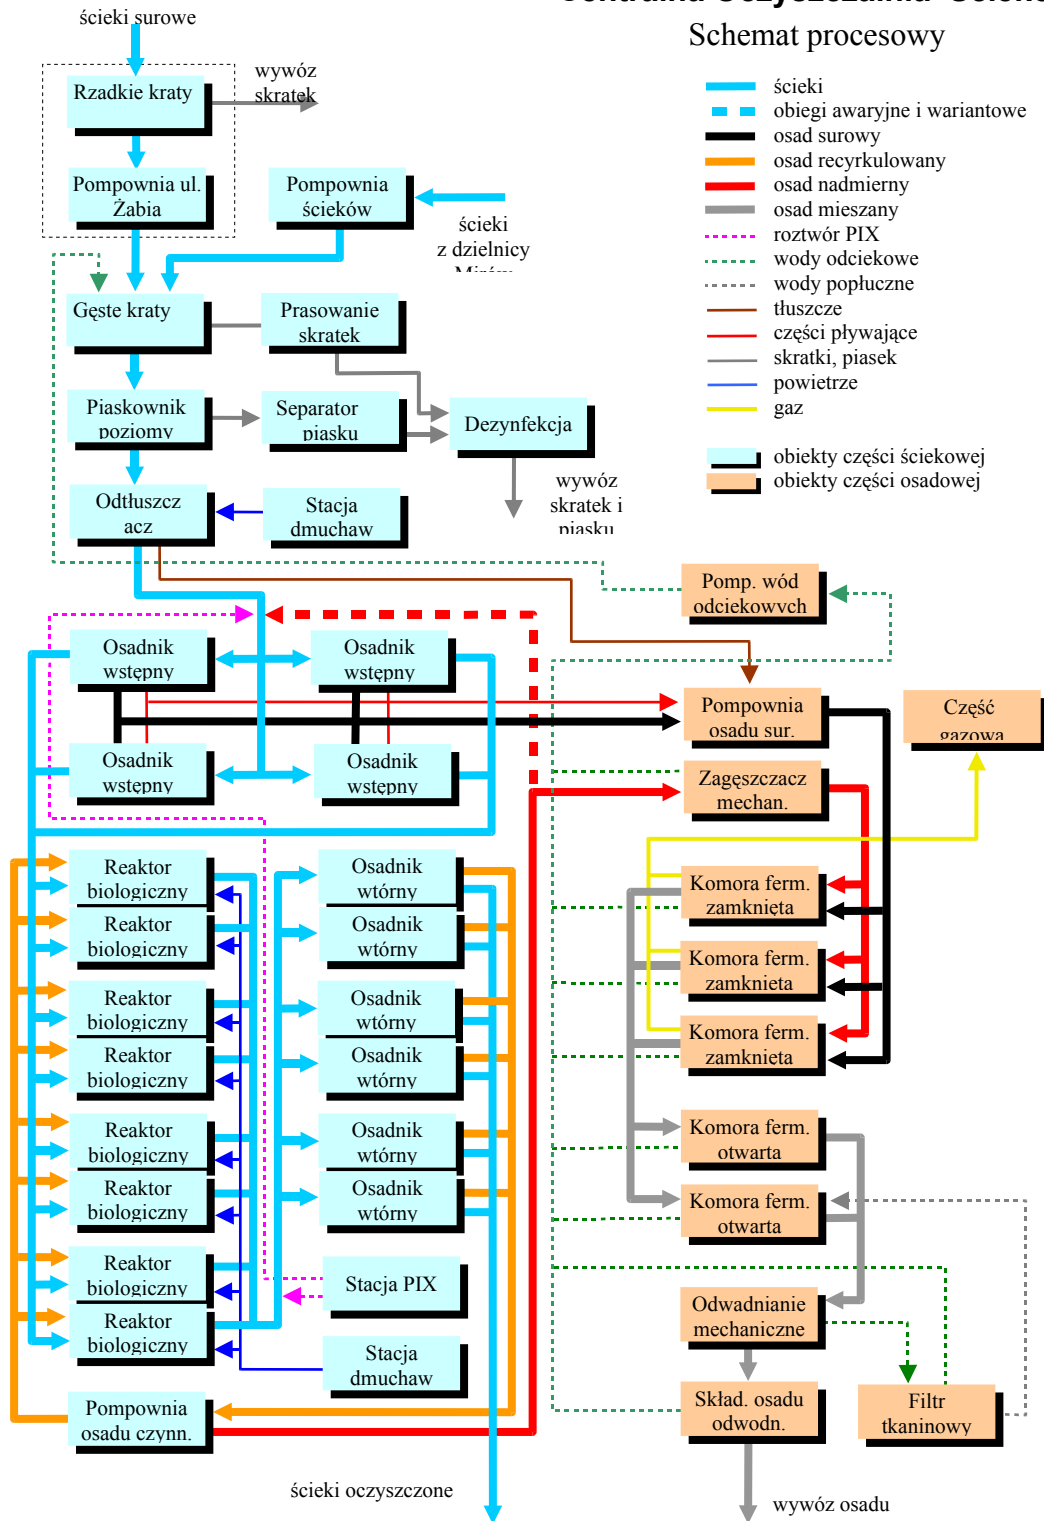 Schemat procesowy
ścieki surowe
Rzadkie kraty
wywóz
skratek
Pompownia ul.
Żabia
Pompownia
ścieków
ścieki
z dzielnicy
ścieki
obiegi awaryjne i wariantowe
osad surowy
osad recyrkulowany
osad nadmierny
osad mieszany
roztwór PIX
wody odciekowe
wody popłuczne
tłuszcze
części pływające
skratki, piasek
powietrze
gaz
obiekty części ściekowej
obiekty części osadowej
Gęste kraty
Prasowanie
skratek
Piaskownik
poziomy
Separator
piasku
Dezynfekcja
wywóz
skratek i
piasku
Odtłuszcz
acz
Stacja
dmuchaw
Pomp. wód
odciekowych
Osadnik
wstępny
Osadnik
wstępny
Osadnik
wstępny
Osadnik
wstępny
Pompownia
osadu sur.
Część
gazowa
Zagęszczacz
mechan.
Reaktor
biologiczny
Reaktor
biologiczny
Reaktor
biologiczny
Reaktor
biologiczny
Reaktor
biologiczny
Reaktor
biologiczny
Reaktor
biologiczny
Reaktor
biologiczny
Osadnik
wtórny
Osadnik
wtórny
Osadnik
wtórny
Osadnik
wtórny
Osadnik
wtórny
Osadnik
wtórny
Komora ferm.
zamknięta
Komora ferm.
zamknieta
Komora ferm.
zamknieta
Komora ferm.
otwarta
Komora ferm.
otwarta
Stacja PIX
Stacja
dmuchaw
Odwadnianie
mechaniczne
Pompownia
osadu czynn.
Skład. osadu
odwodn.
Filtr
tkaninowy
ścieki oczyszczone
wywóz osadu